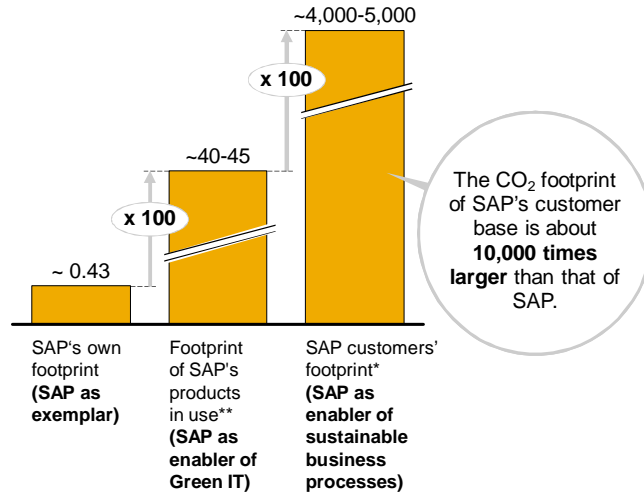 ~4,000-5,000
x 100
~40-45
x 100
~ 0.43
The CO₂ footprint
of SAP's customer
base is about
10,000 times
larger than that of
SAP.
SAP‘s own
footprint
(SAP as
exemplar)
Footprint
of SAP's
products
in use**
(SAP as
enabler of
Green IT)
SAP customers’
footprint*
(SAP as
enabler of
sustainable
business
processes)